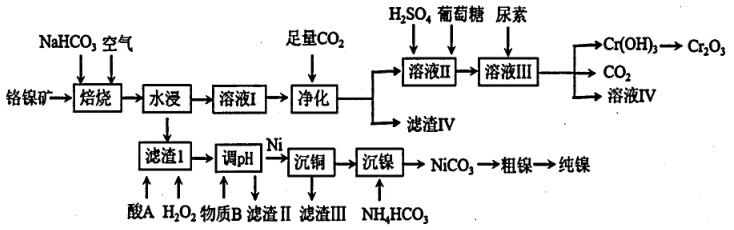 H₂SO₄ 葡萄糖 尿素
NaHCO₃ 空气 足量CO₂ Cr(OH)₃ Cr₂O₃
铬镍矿 焙烧 水浸 溶液Ⅰ 净化 溶液Ⅱ 溶液Ⅲ CO₂
溶液Ⅳ
滤渣Ⅳ
滤渣1 调pH Ni 沉铜 沉镍 NiCO₃ 粗镍 纯镍
酸A H₂O₂ 物质B 滤渣Ⅱ 滤渣Ⅲ NH₄HCO₃